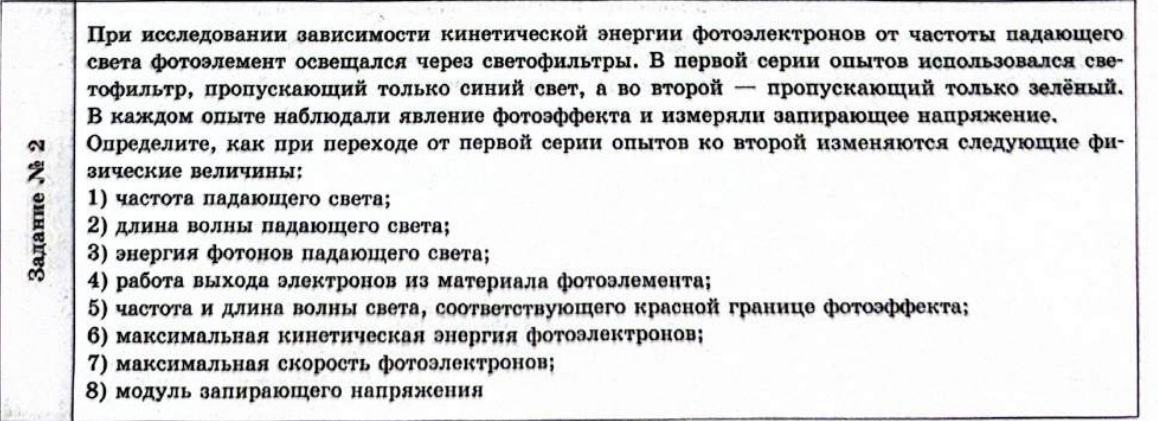 Задание № 2
При исследовании зависимости кинетической энергии фотоэлектронов от частоты падающего
света фотоэлемент освещался через светофильтры. В первой серии опытов использовался све-
тофильтр, пропускающий только синий свет, а во второй — пропускающий только зелёный.
В каждом опыте наблюдали явление фотоэффекта и измеряли запирающее напряжение.
Определите, как при переходе от первой серии опытов ко второй изменяются следующие фи-
зические величины:
1) частота падающего света;
2) длина волны падающего света;
3) энергия фотонов падающего света;
4) работа выхода электронов из материала фотоэлемента;
5) частота и длина волны света, соответствующего красной границе фотоэффекта;
6) максимальная кинетическая энергия фотоэлектронов;
7) максимальная скорость фотоэлектронов;
8) модуль запирающего напряжения